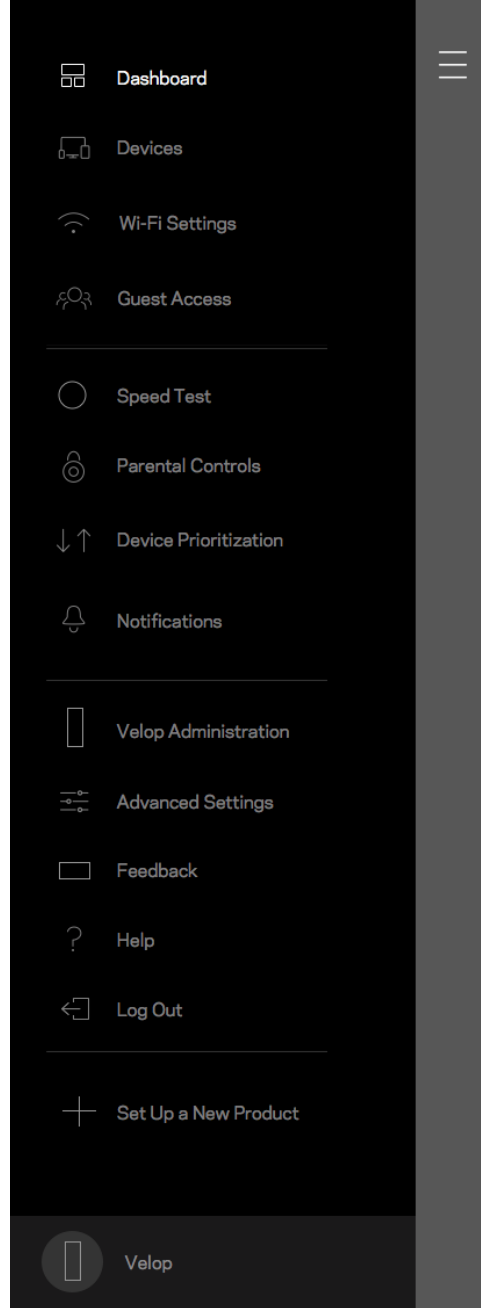 Dashboard
Devices
Wi-Fi Settings
Guest Access
Speed Test
Parental Controls
Device Prioritization
Notifications
Velop Administration
Advanced Settings
Feedback
Help
Log Out
Set Up a New Product
Velop